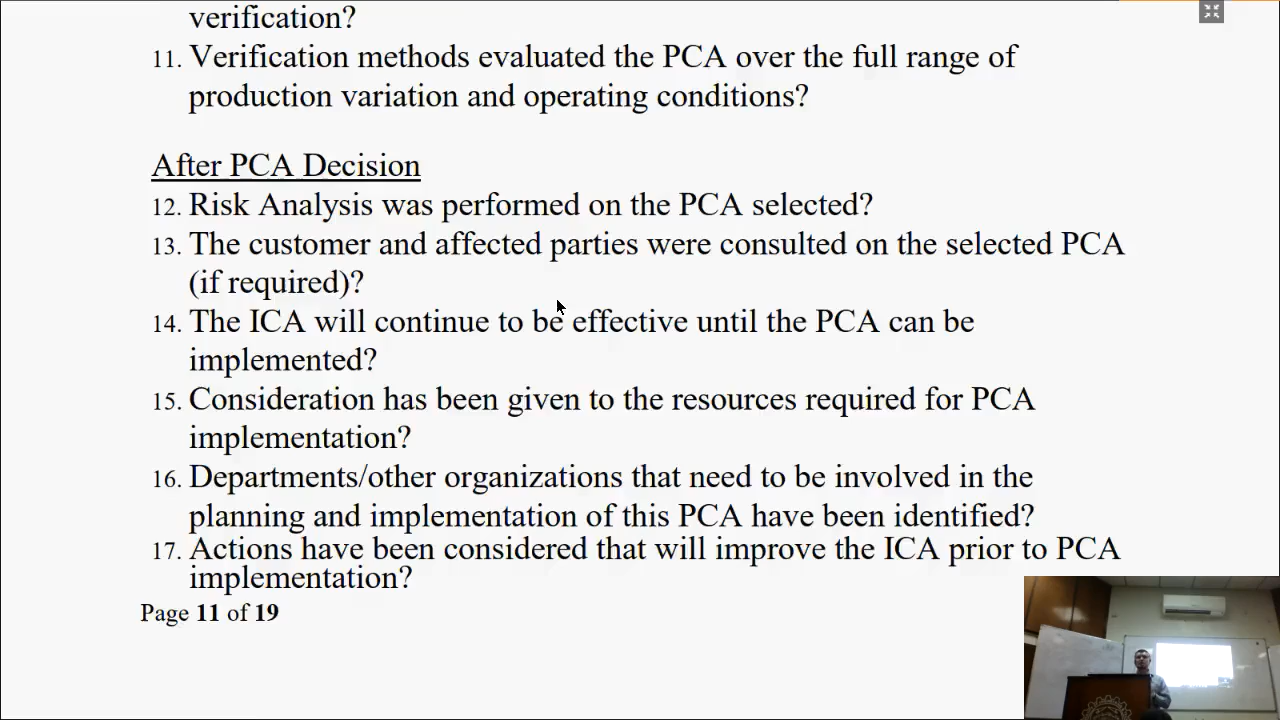 verification?
11. Verification methods evaluated the PCA over the full range of
production variation and operating conditions?
After PCA Decision
12. Risk Analysis was performed on the PCA selected?
13. The customer and affected parties were consulted on the selected PCA
(if required)?
14. The ICA will continue to be effective until the PCA can be
implemented?
15. Consideration has been given to the resources required for PCA
implementation?
16. Departments/other organizations that need to be involved in the
planning and implementation of this PCA have been identified?
17. Actions have been considered that will improve the ICA prior to PCA
implementation?
Page 11 of 19